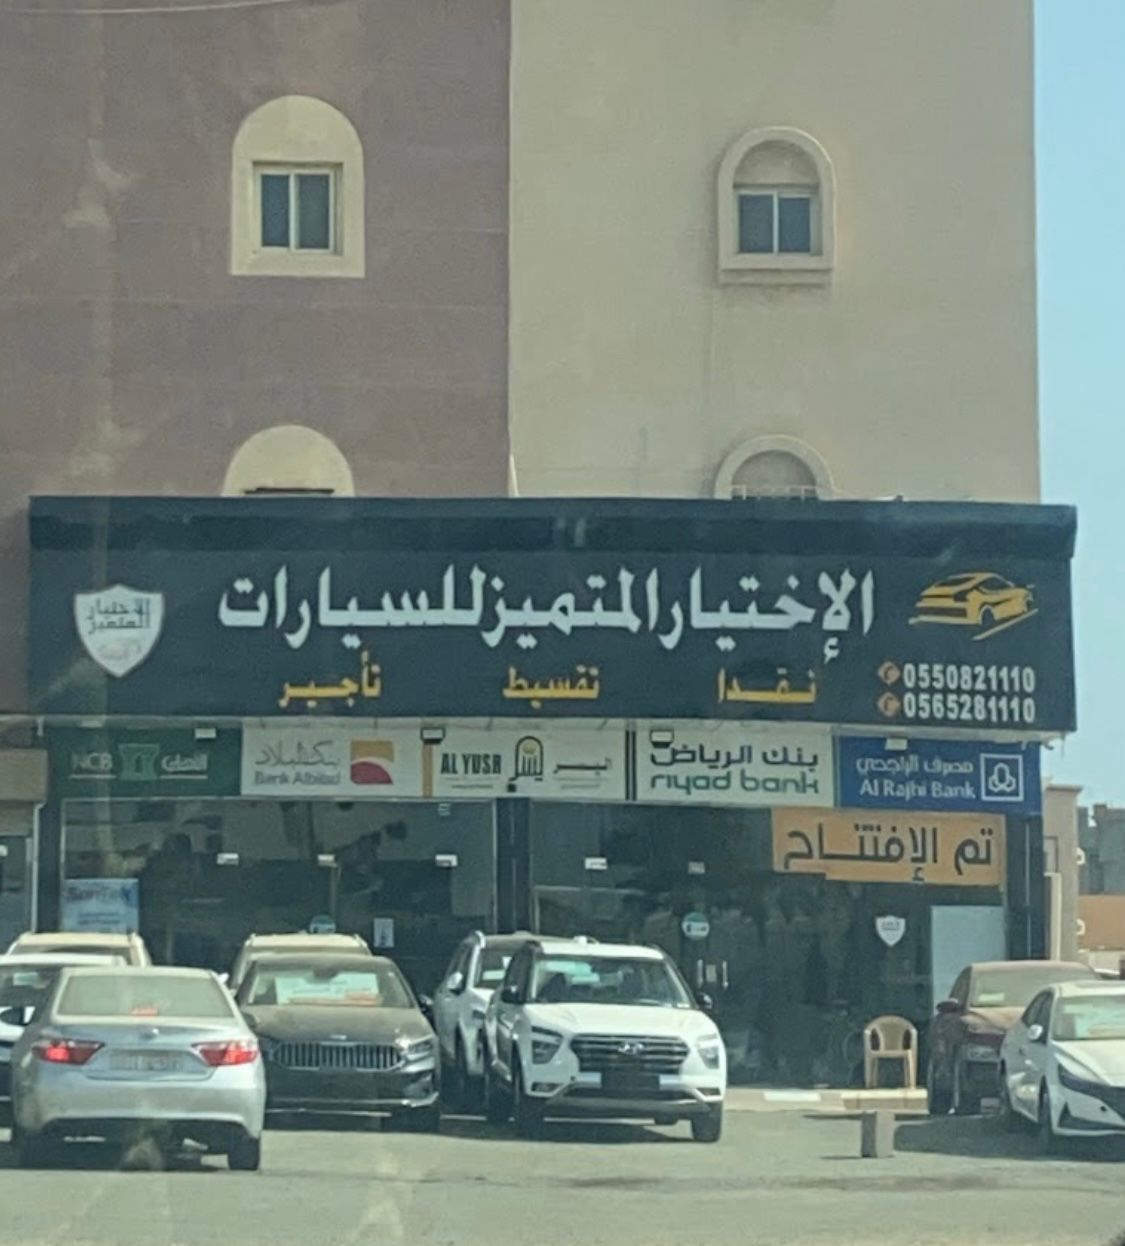 الإختيار المتميز للسيارات
الاختيار
المتميز
نقدا تقسيط تأجير
0550821110
0565281110
NCB الأهلي
بنك البلاد
Bank Albilad
AL YUSR اليسر
بنك الرياض
riyad bank
مصرف الراجحي
Al Rajhi Bank
تم الإفتتاح